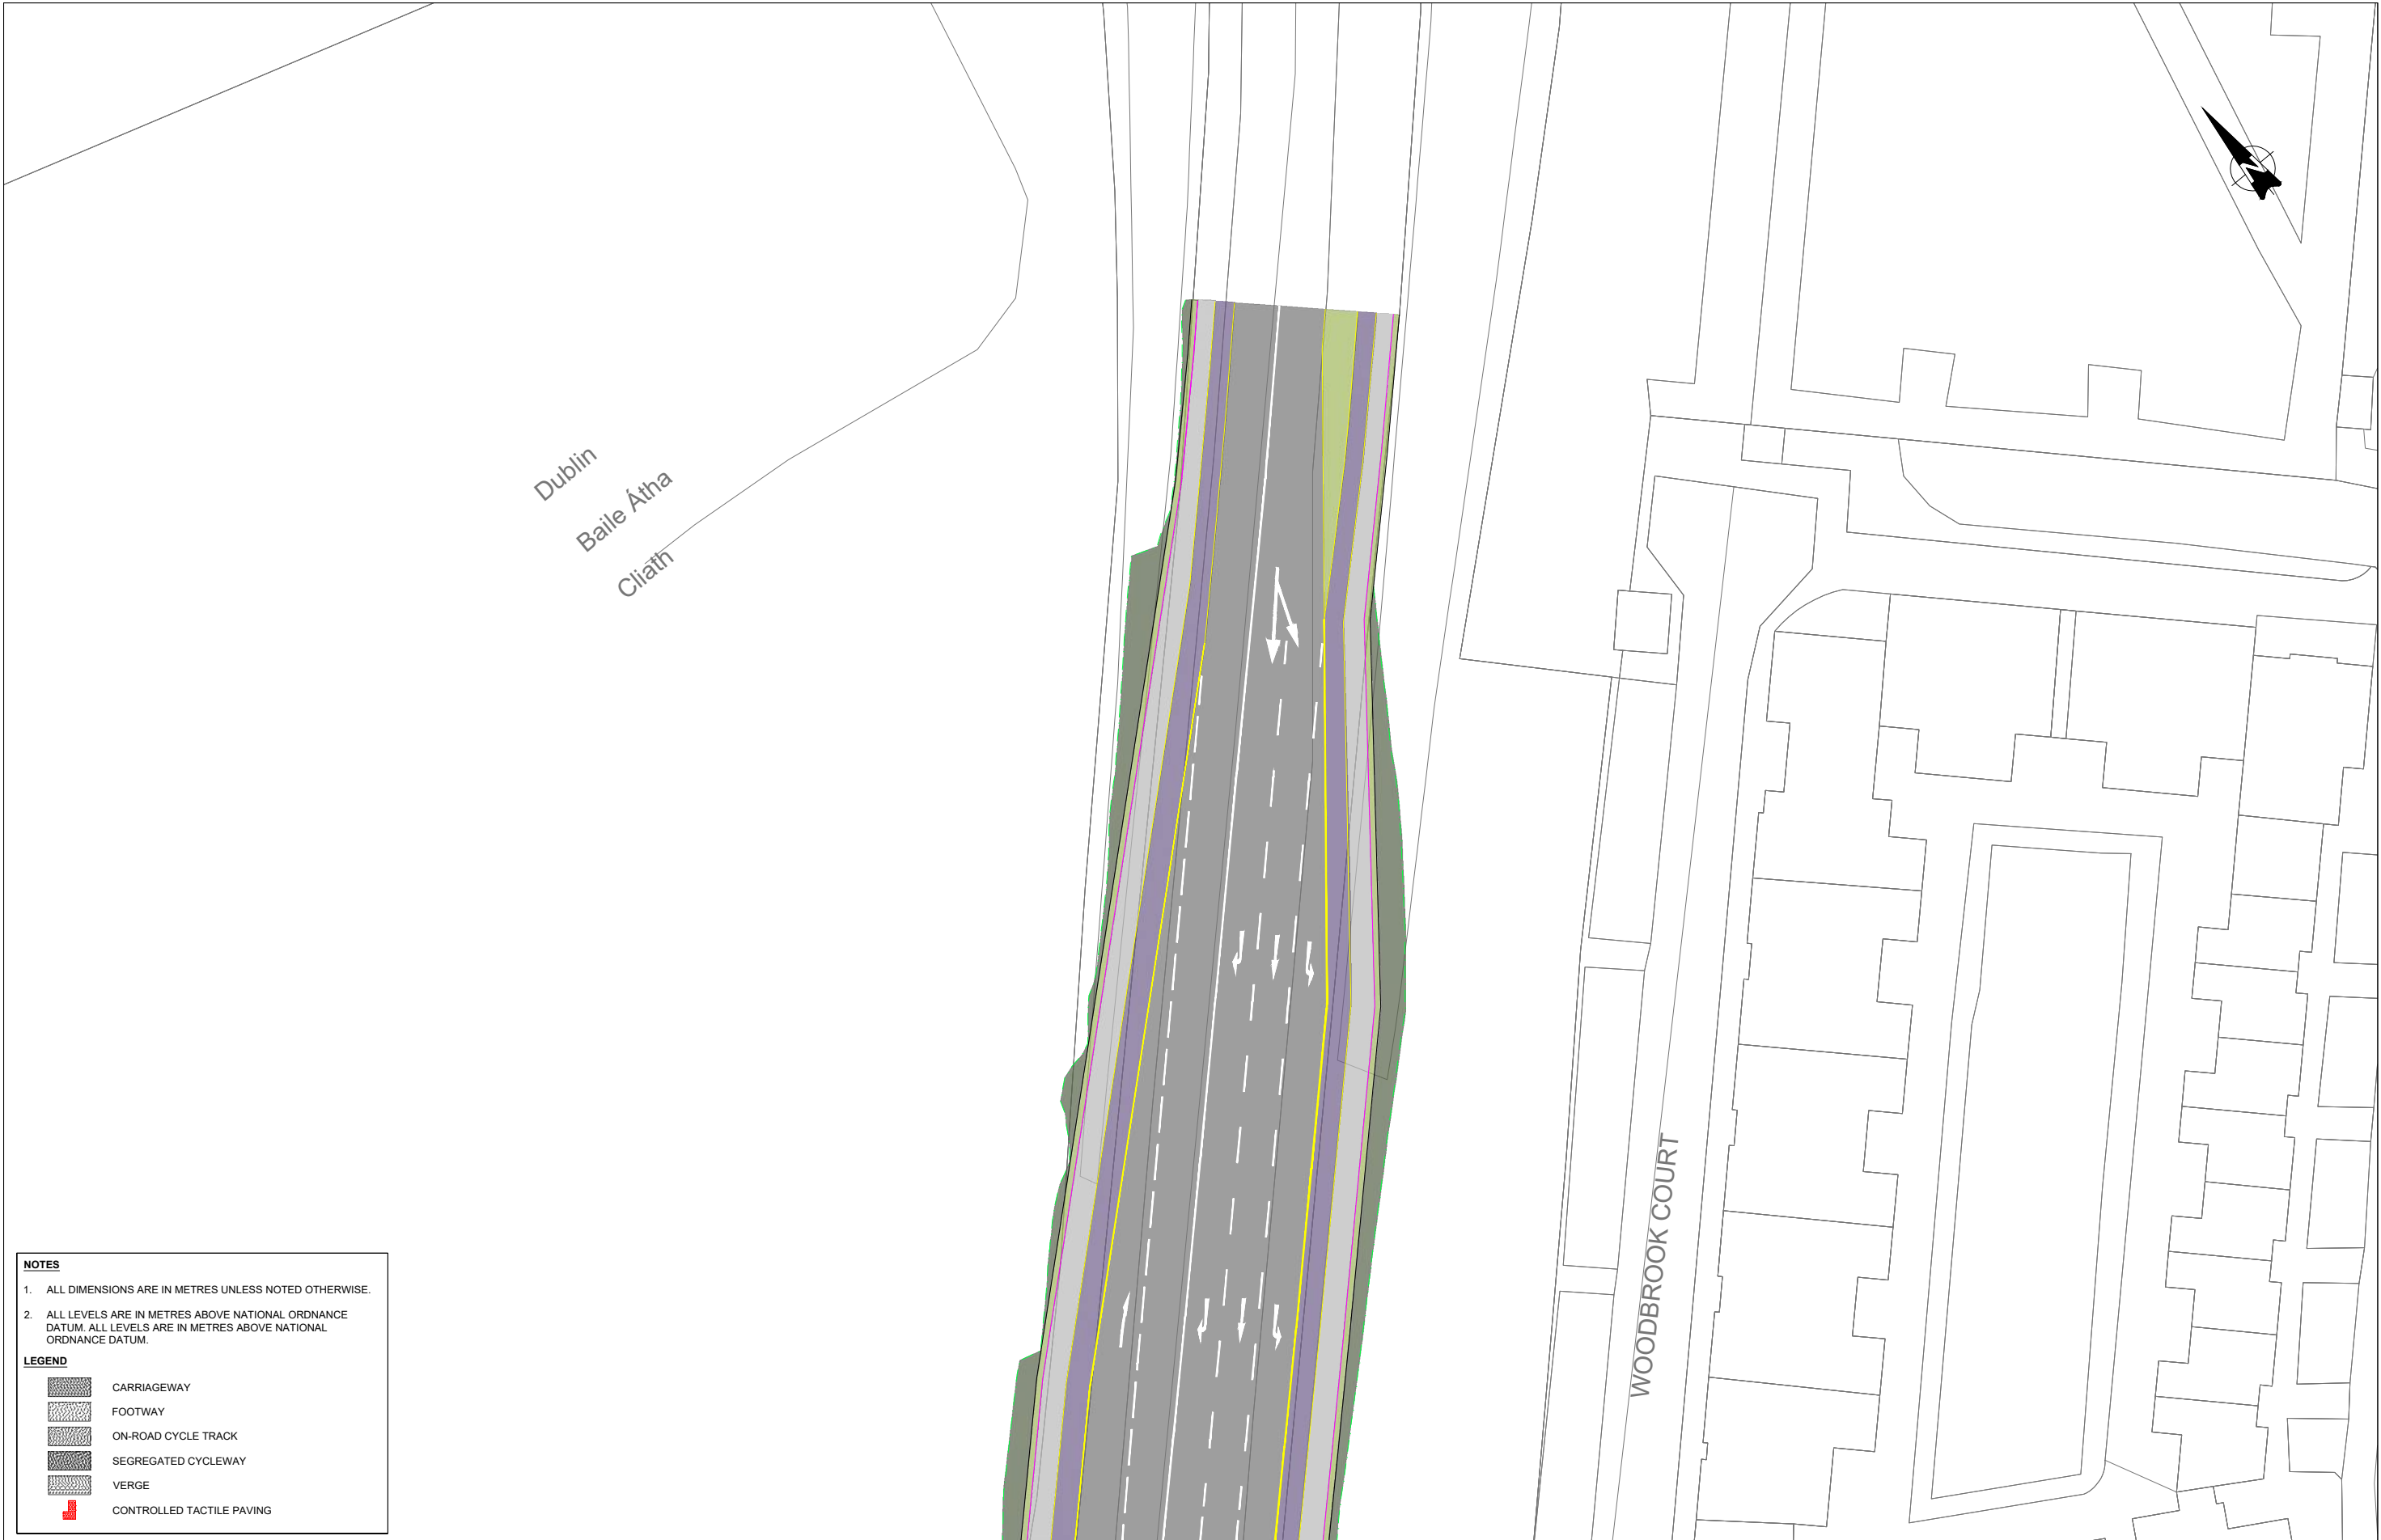 Dublin
Baile Átha
Cliath
WOODBROOK COURT
NOTES
1. ALL DIMENSIONS ARE IN METRES UNLESS NOTED OTHERWISE.
2. ALL LEVELS ARE IN METRES ABOVE NATIONAL ORDNANCE
DATUM. ALL LEVELS ARE IN METRES ABOVE NATIONAL
ORDNANCE DATUM.
LEGEND
CARRIAGEWAY
FOOTWAY
ON-ROAD CYCLE TRACK
SEGREGATED CYCLEWAY
VERGE
CONTROLLED TACTILE PAVING